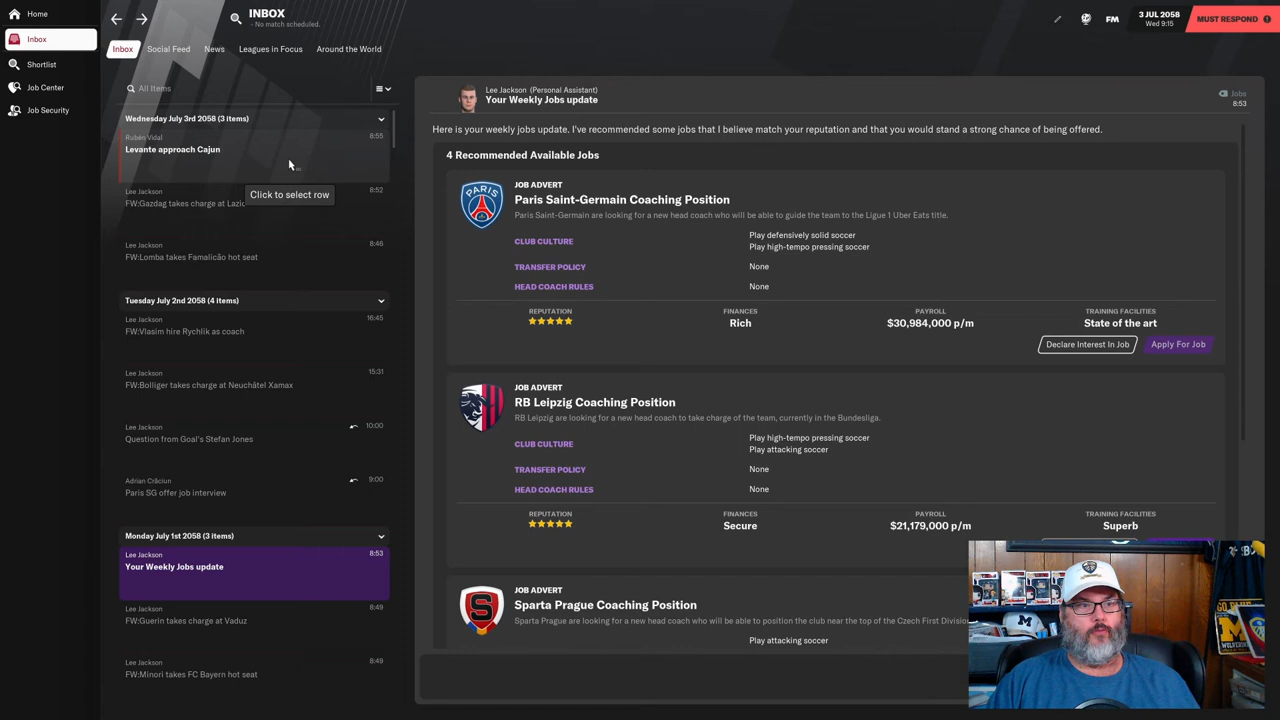 Home
Inbox
Shortlist
Job Center
Job Security
INBOX
- No match scheduled.
FM
3 JUL 2058
Wed 9:15
MUST RESPOND
Inbox
Social Feed
News
Leagues in Focus
Around the World
All Items
Wednesday July 3rd 2058 (3 items)
Rubén Vidal
8:55
Levante approach Cajun
Click to select row
Lee Jackson
8:52
FW:Gazdag takes charge at Lazio
Lee Jackson
8:46
FW:Lomba takes Famalicão hot seat
Tuesday July 2nd 2058 (4 items)
Lee Jackson
16:45
FW:Vlasim hire Rychlik as coach
Lee Jackson
15:31
FW:Bolliger takes charge at Neuchâtel Xamax
Lee Jackson
10:00
Question from Goal's Stefan Jones
Adrian Crăciun
9:00
Paris SG offer job interview
Monday July 1st 2058 (3 items)
Lee Jackson
8:53
Your Weekly Jobs update
Lee Jackson
8:49
FW:Guerin takes charge at Vaduz
Lee Jackson
8:49
FW:Minori takes FC Bayern hot seat
Lee Jackson (Personal Assistant)
Your Weekly Jobs update
Jobs
8:53
Here is your weekly jobs update. I've recommended some jobs that I believe match your reputation and that you would stand a strong chance of being offered.
4 Recommended Available Jobs
PARIS
JOB ADVERT
Paris Saint-Germain Coaching Position
Paris Saint-Germain are looking for a new head coach who will be able to guide the team to the Ligue 1 Uber Eats title.
CLUB CULTURE
Play defensively solid soccer
Play high-tempo pressing soccer
TRANSFER POLICY
None
HEAD COACH RULES
None
REPUTATION
FINANCES
Rich
PAYROLL
$30,984,000 p/m
TRAINING FACILITIES
State of the art
Declare Interest In Job
Apply For Job
JOB ADVERT
RB Leipzig Coaching Position
RB Leipzig are looking for a new head coach to take charge of the team, currently in the Bundesliga.
CLUB CULTURE
Play high-tempo pressing soccer
Play attacking soccer
TRANSFER POLICY
None
HEAD COACH RULES
None
REPUTATION
FINANCES
Secure
PAYROLL
$21,179,000 p/m
TRAINING FACILITIES
Superb
S
JOB ADVERT
Sparta Prague Coaching Position
Sparta Prague are looking for a new head coach who will be able to position the club near the top of the Czech First Division
Play attacking soccer
M
GO BLUE
M
WOLVERINES